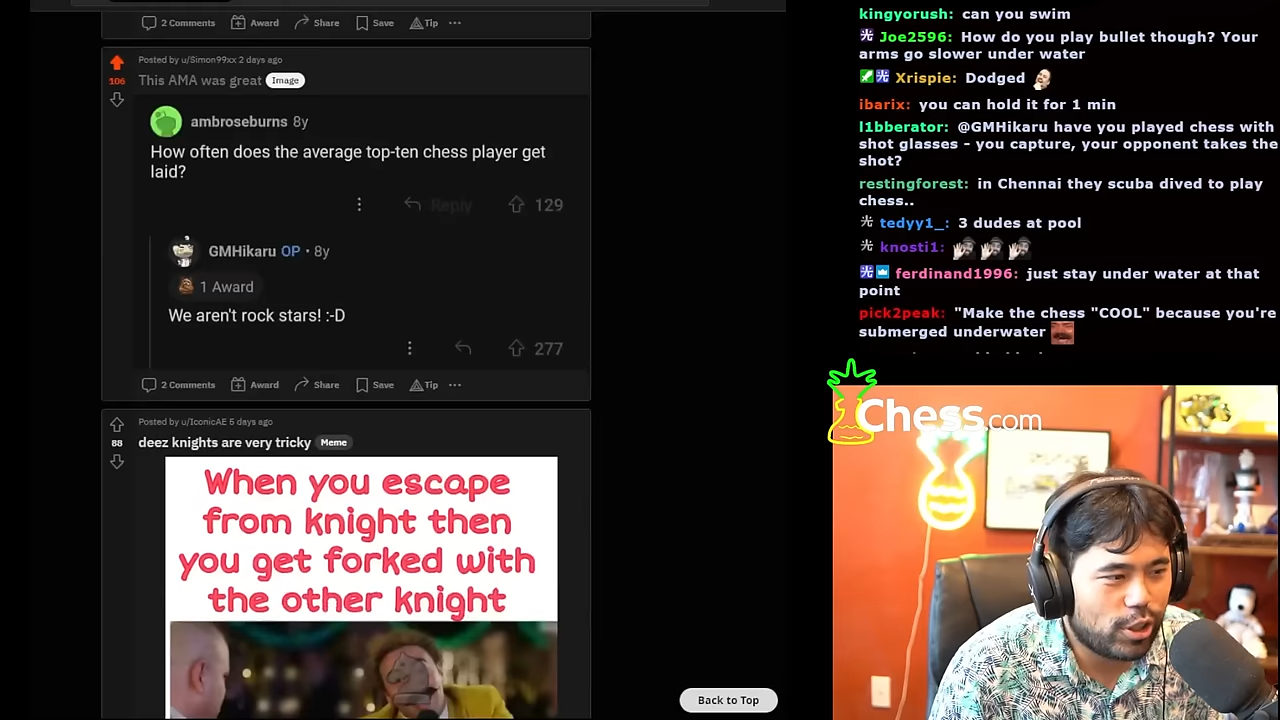 2 Comments Award Share Save Tip
Posted by u/Simon99xx 2 days ago
106
This AMA was great Image
ambroseburns 8y
How often does the average top-ten chess player get
laid?
Reply 129
GMHikaru OP • 8y
1 Award
We aren't rock stars! :-D
277
2 Comments Award Share Save Tip
Posted by u/IconicAE 5 days ago
88
deez knights are very tricky Meme
When you escape
from knight then
you get forked with
the other knight
Back to Top
kingyorush: can you swim
Joe2596: How do you play bullet though? Your
arms go slower under water
Xrispie: Dodged
ibarix: you can hold it for 1 min
l1bberator: @GMHikaru have you played chess with
shot glasses - you capture, your opponent takes the
shot?
restingforest: in Chennai they scuba dived to play
chess..
tedyy1_: 3 dudes at pool
knosti1:
ferdinand1996: just stay under water at that
point
pick2peak: "Make the chess "COOL" because you're
submerged underwater
Chess.com